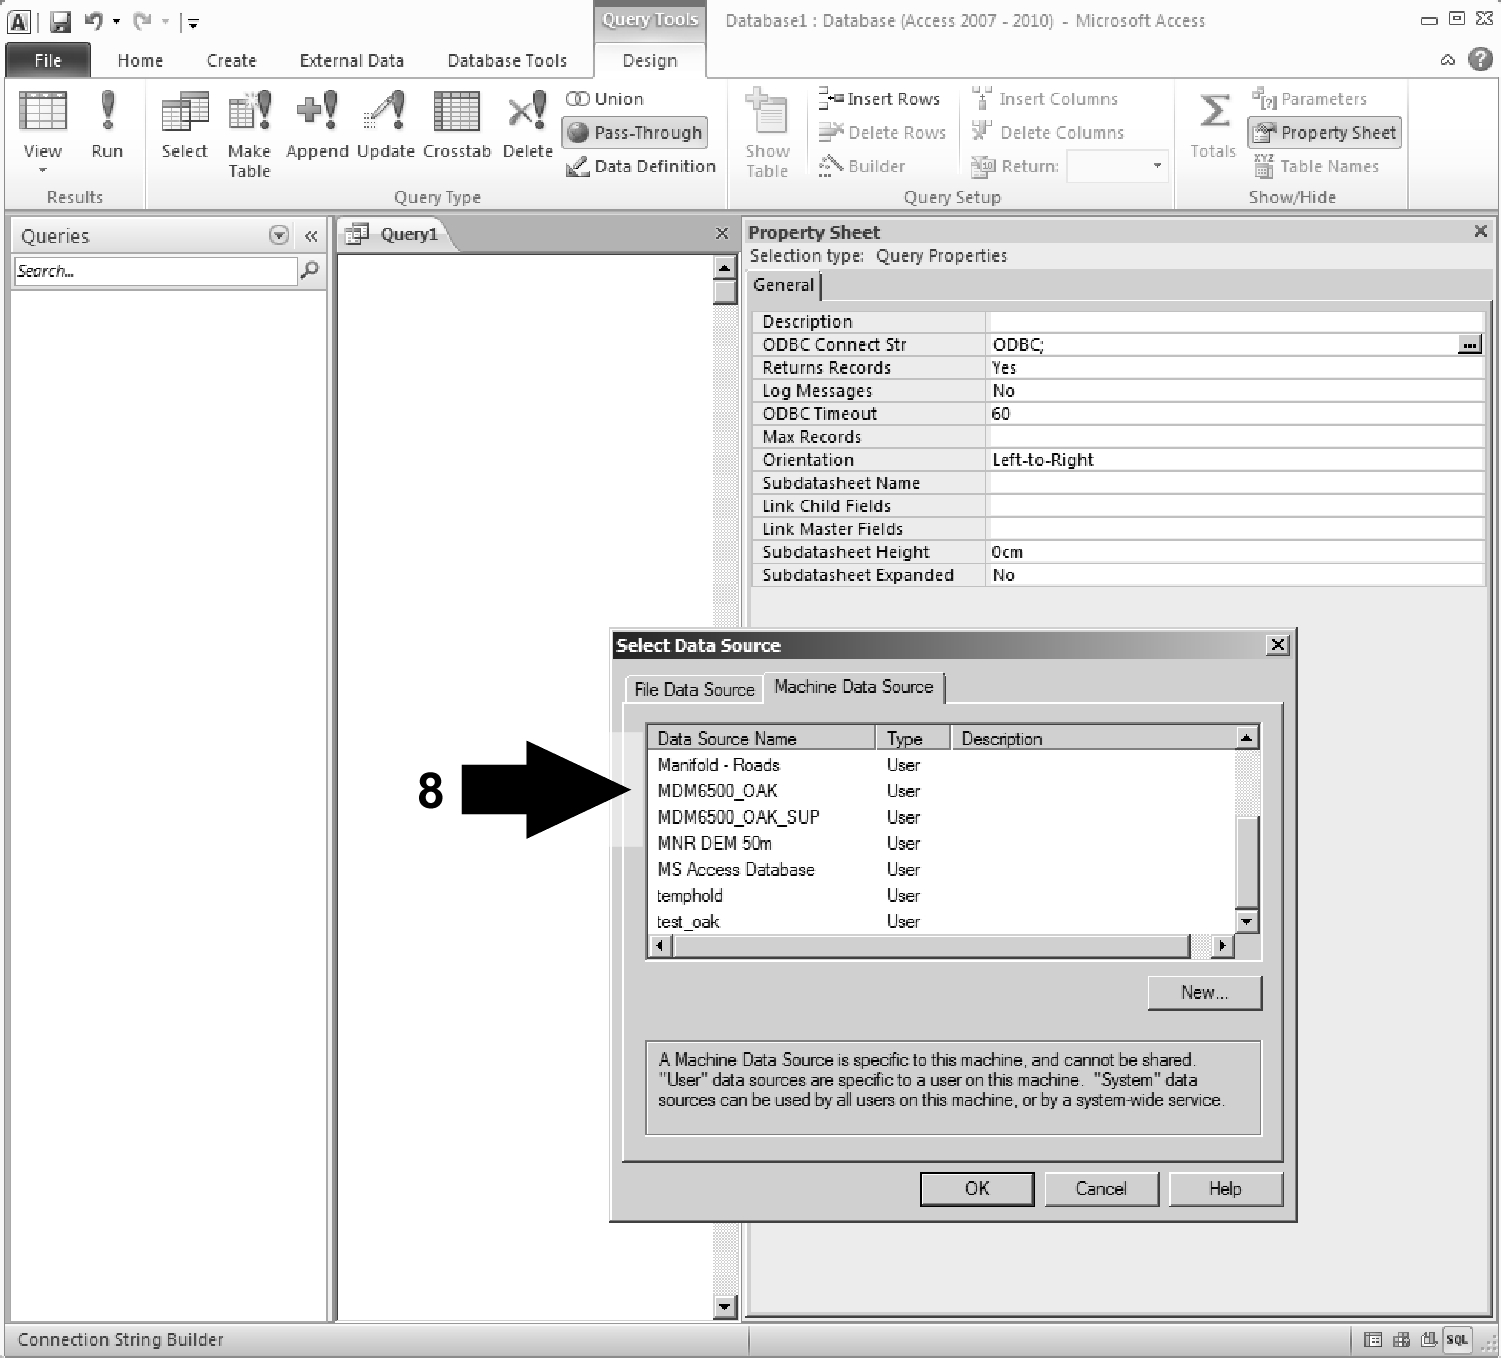 Query Tools
Database1 : Database (Access 2007 - 2010) - Microsoft Access
File Home Create External Data Database Tools Design
View
Run
Results
Select
Make Table
Append
Update
Crosstab
Delete
Union
Pass-Through
Data Definition
Query Type
Show Table
Insert Rows
Delete Rows
Builder
Insert Columns
Delete Columns
Return:
Query Setup
Totals
Parameters
Property Sheet
Table Names
Show/Hide
Queries
Search...
Query1
Property Sheet
Selection type: Query Properties
General
Description
ODBC Connect Str ODBC;
Returns Records Yes
Log Messages No
ODBC Timeout 60
Max Records
Orientation Left-to-Right
Subdatasheet Name
Link Child Fields
Link Master Fields
Subdatasheet Height 0cm
Subdatasheet Expanded No
8
Select Data Source
File Data Source Machine Data Source
Data Source Name Type Description
Manifold - Roads User
MDM6500_OAK User
MDM6500_OAK_SUP User
MNR DEM 50m User
MS Access Database User
temphold User
test_oak User
New...
A Machine Data Source is specific to this machine, and cannot be shared.
"User" data sources are specific to a user on this machine. "System" data
sources can be used by all users on this machine, or by a system-wide service.
OK Cancel Help
Connection String Builder
SQL